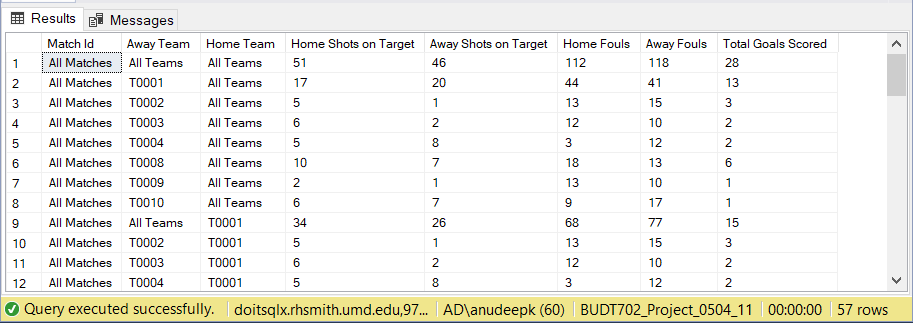 Results Messages
Match Id Away Team Home Team Home Shots on Target Away Shots on Target Home Fouls Away Fouls Total Goals Scored
1 All Matches All Teams All Teams 51 46 112 118 28
2 All Matches T0001 All Teams 17 20 44 41 13
3 All Matches T0002 All Teams 5 1 13 15 3
4 All Matches T0003 All Teams 6 2 12 10 2
5 All Matches T0004 All Teams 5 8 3 12 2
6 All Matches T0008 All Teams 10 7 18 13 6
7 All Matches T0009 All Teams 2 1 13 10 1
8 All Matches T0010 All Teams 6 7 9 17 1
9 All Matches All Teams T0001 34 26 68 77 15
10 All Matches T0002 T0001 5 1 13 15 3
11 All Matches T0003 T0001 6 2 12 10 2
12 All Matches T0004 T0001 5 8 3 12 2
Query executed successfully. doitsqlx.rhsmith.umd.edu,97... AD\anudeepk (60) BUDT702_Project_0504_11 00:00:00 57 rows